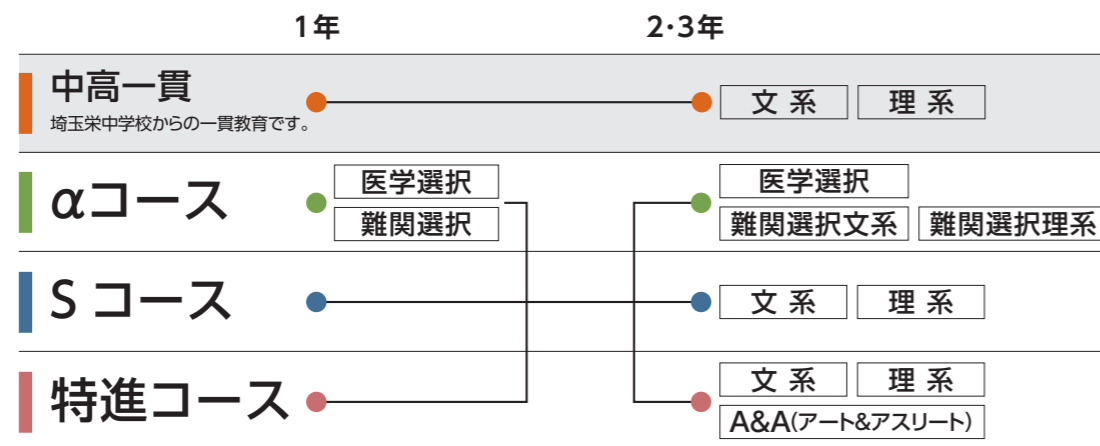 1年
2・3年
中高一貫
埼玉栄中学校からの一貫教育です。
文 系
理 系
αコース
医学選択
難関選択
医学選択
難関選択文系
難関選択理系
S コース
文 系
理 系
特進コース
文 系
理 系
A&A(アート&アスリート)